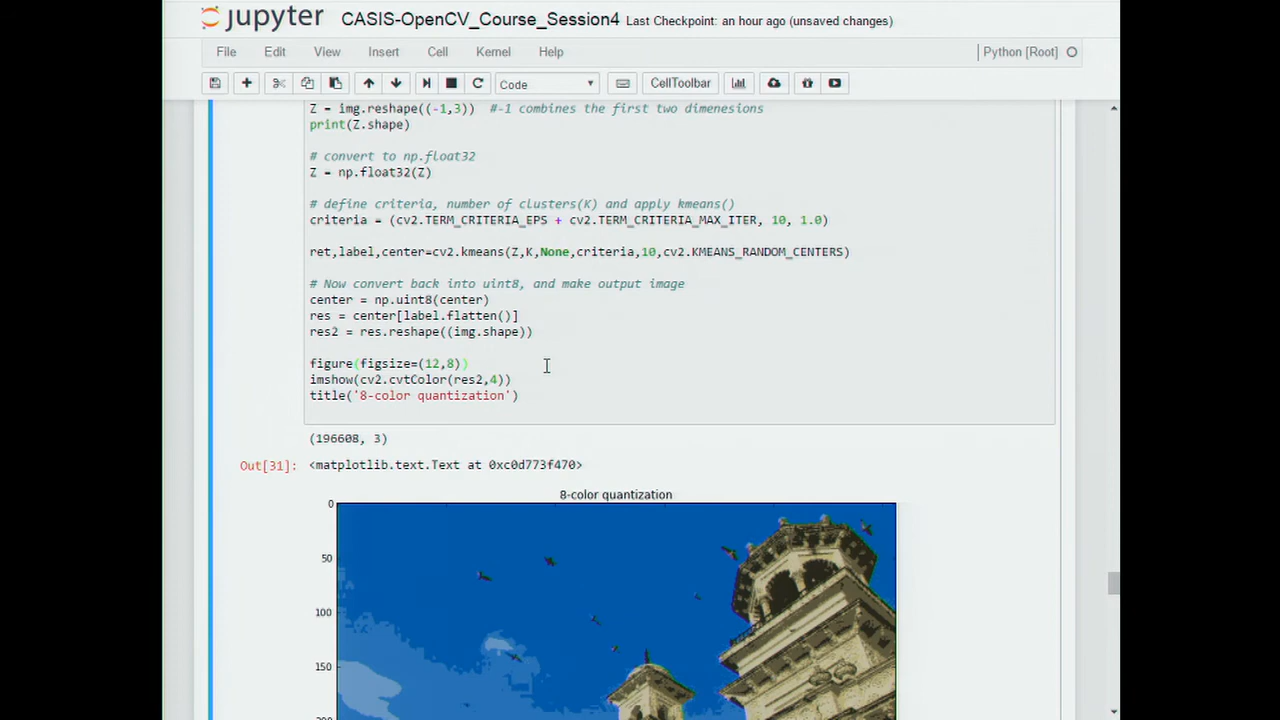 jupyter CASIS-OpenCV_Course_Session4 Last Checkpoint: an hour ago (unsaved changes)
File Edit View Insert Cell Kernel Help Python [Root]
Code CellToolbar
Z = img.reshape((-1,3)) #-1 combines the first two dimenesions
print(Z.shape)
# convert to np.float32
Z = np.float32(Z)
# define criteria, number of clusters(K) and apply kmeans()
criteria = (cv2.TERM_CRITERIA_EPS + cv2.TERM_CRITERIA_MAX_ITER, 10, 1.0)
ret,label,center=cv2.kmeans(Z,K,None,criteria,10,cv2.KMEANS_RANDOM_CENTERS)
# Now convert back into uint8, and make output image
center = np.uint8(center)
res = center[label.flatten()]
res2 = res.reshape((img.shape))
figure(figsize=(12,8))
imshow(cv2.cvtColor(res2,4))
title('8-color quantization')
(196608, 3)
Out[31]: <matplotlib.text.Text at 0xc0d773f470>
8-color quantization
0
50
100
150
200